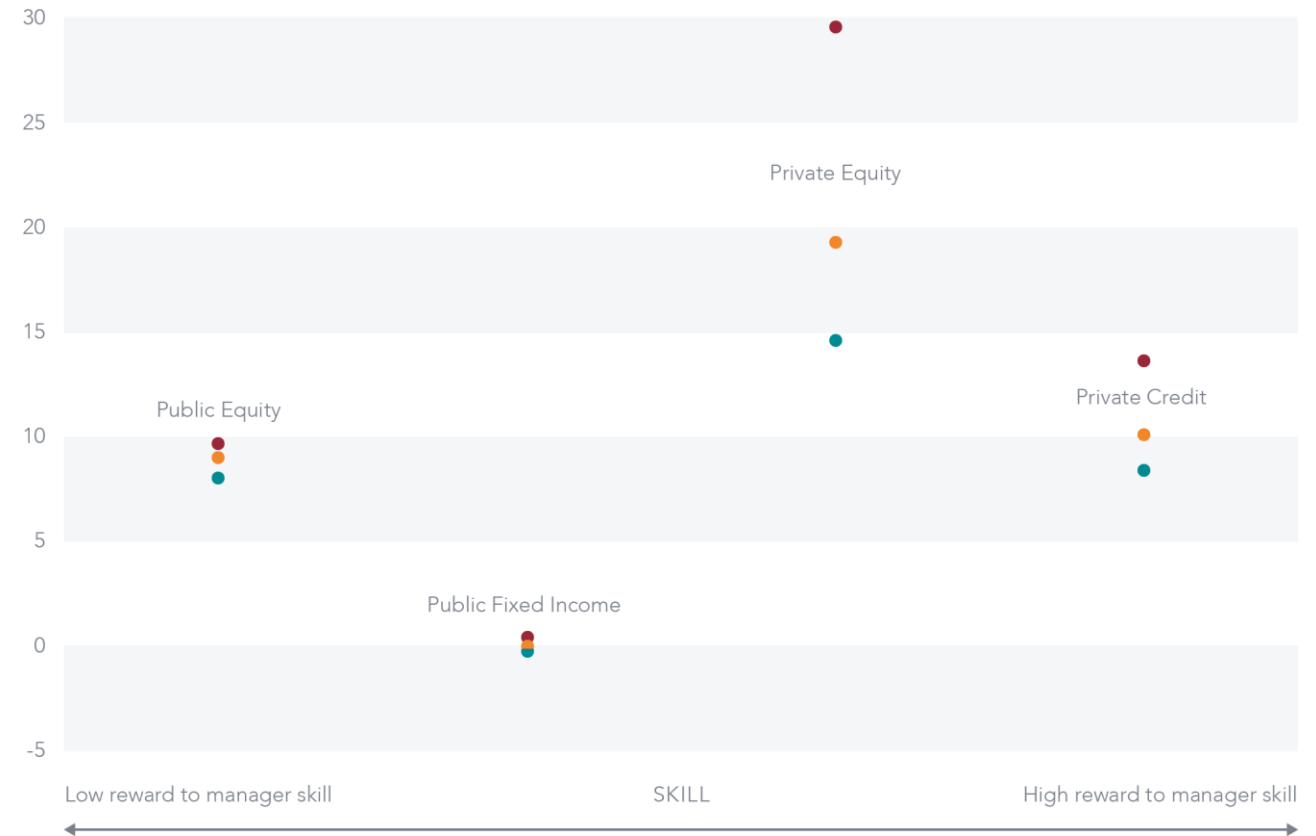 30
25
Private Equity
20
15
Private Credit
Public Equity
10
5
Public Fixed Income
0
-5
Low reward to manager skill
SKILL
High reward to manager skill